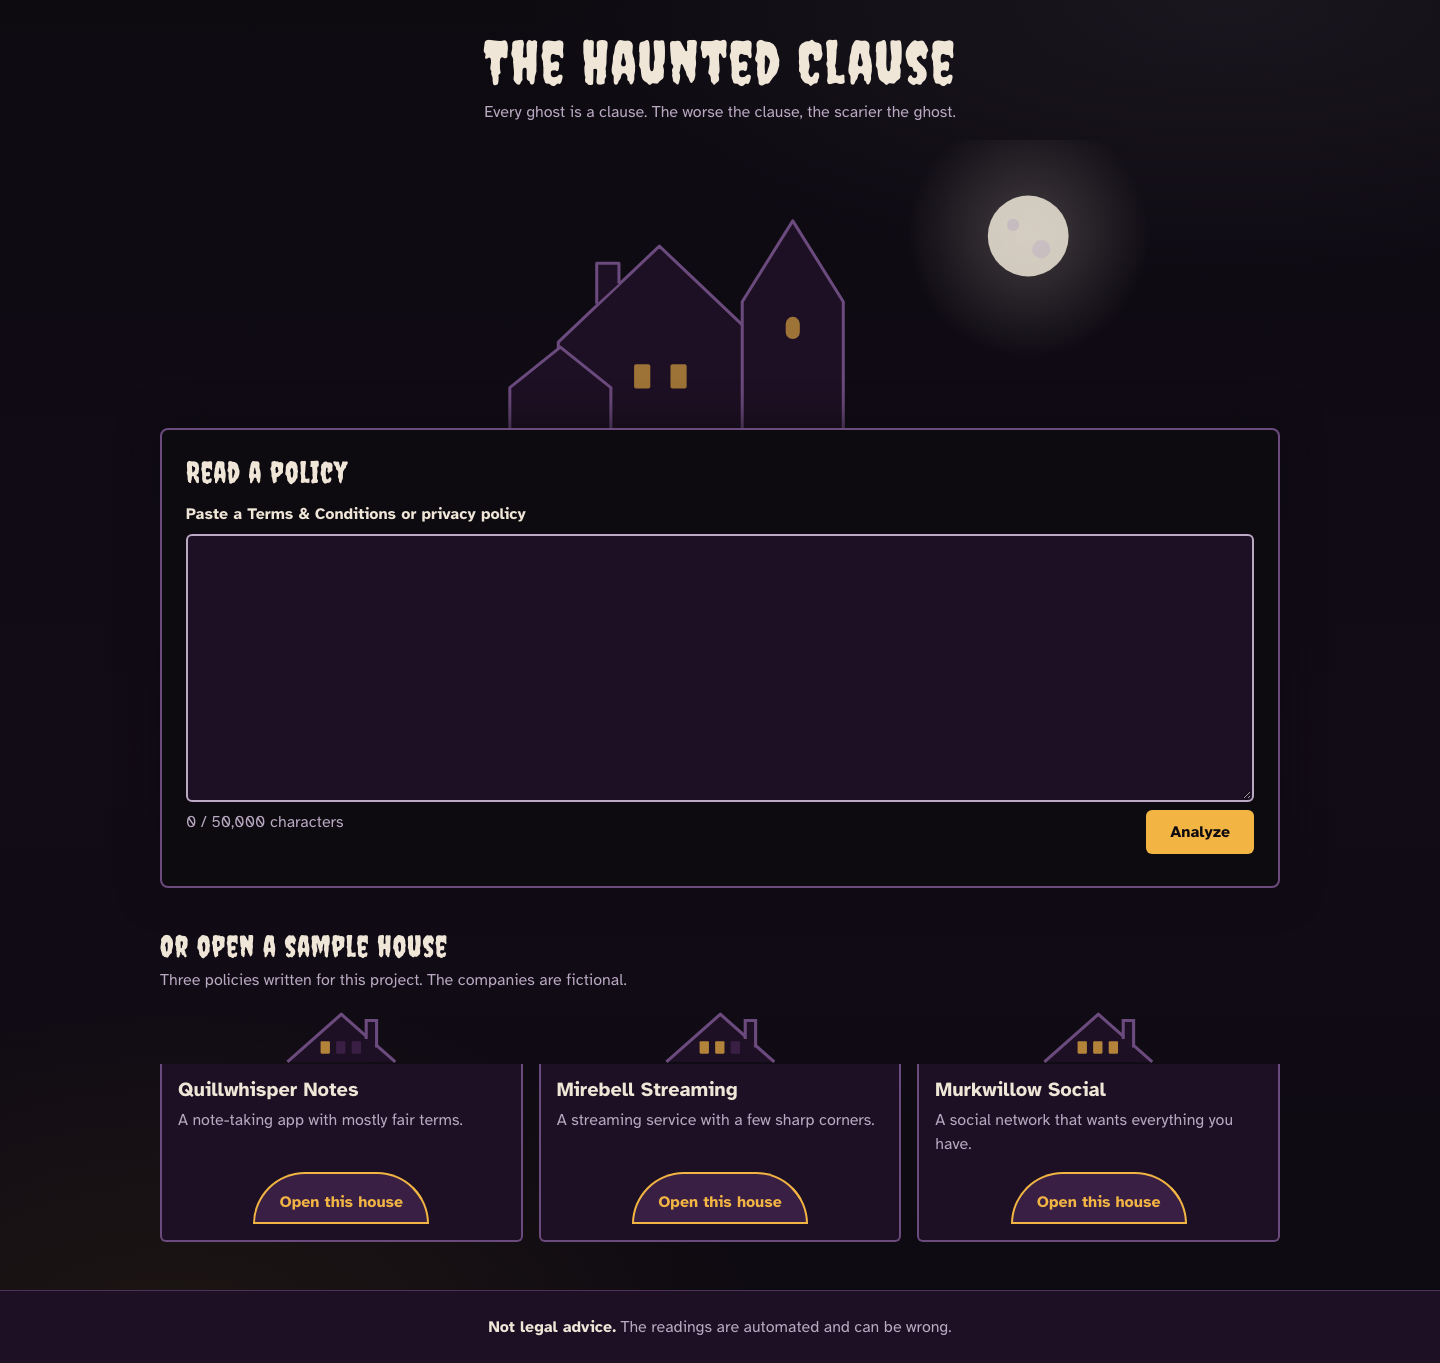 THE HAUNTED CLAUSE
Every ghost is a clause. The worse the clause, the scarier the ghost.
READ A POLICY
Paste a Terms & Conditions or privacy policy
0 / 50,000 characters
Analyze
OR OPEN A SAMPLE HOUSE
Three policies written for this project. The companies are fictional.
Quillwhisper Notes
A note-taking app with mostly fair terms.
Open this house
Mirebell Streaming
A streaming service with a few sharp corners.
Open this house
Murkwillow Social
A social network that wants everything you
have.
Open this house
Not legal advice. The readings are automated and can be wrong.